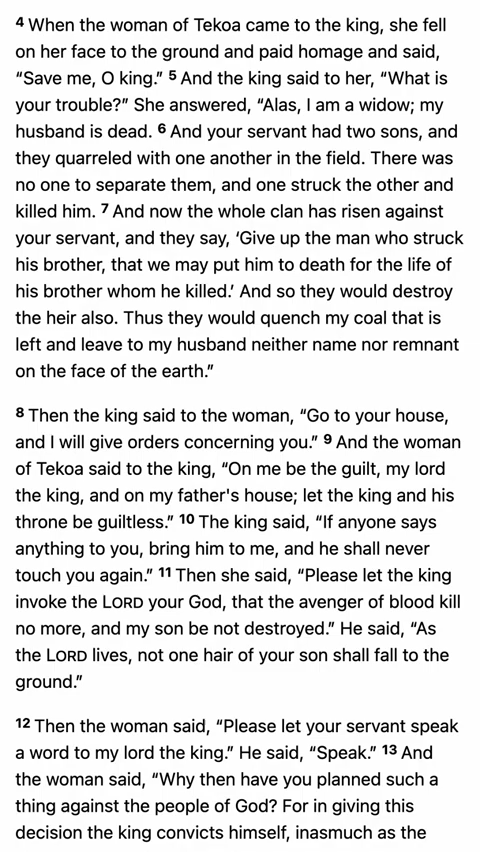 4 When the woman of Tekoa came to the king, she fell
on her face to the ground and paid homage and said,
“Save me, O king.” 5 And the king said to her, “What is
your trouble?” She answered, “Alas, I am a widow; my
husband is dead. 6 And your servant had two sons, and
they quarreled with one another in the field. There was
no one to separate them, and one struck the other and
killed him. 7 And now the whole clan has risen against
your servant, and they say, ‘Give up the man who struck
his brother, that we may put him to death for the life of
his brother whom he killed.’ And so they would destroy
the heir also. Thus they would quench my coal that is
left and leave to my husband neither name nor remnant
on the face of the earth.”
8 Then the king said to the woman, “Go to your house,
and I will give orders concerning you.” 9 And the woman
of Tekoa said to the king, “On me be the guilt, my lord
the king, and on my father's house; let the king and his
throne be guiltless.” 10 The king said, “If anyone says
anything to you, bring him to me, and he shall never
touch you again.” 11 Then she said, “Please let the king
invoke the LORD your God, that the avenger of blood kill
no more, and my son be not destroyed.” He said, “As
the LORD lives, not one hair of your son shall fall to the
ground.”
12 Then the woman said, “Please let your servant speak
a word to my lord the king.” He said, “Speak.” 13 And
the woman said, “Why then have you planned such a
thing against the people of God? For in giving this
decision the king convicts himself, inasmuch as the